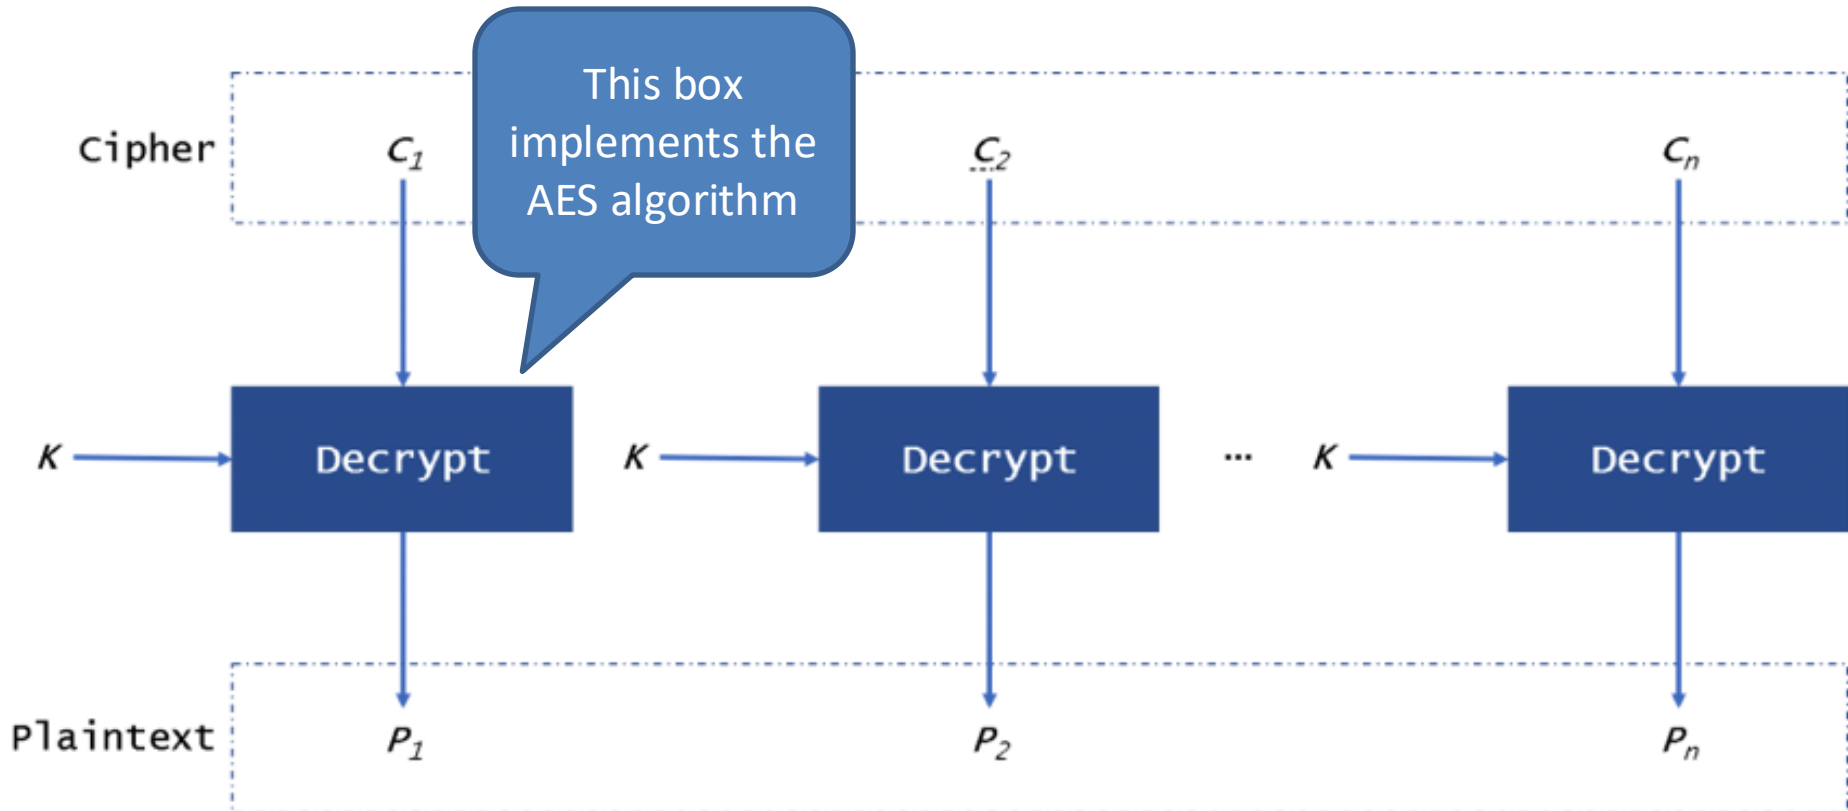 This box
implements the
AES algorithm
Cipher C₁ C₂ Cₙ
K Decrypt K Decrypt ... K Decrypt
Plaintext P₁ P₂ Pₙ